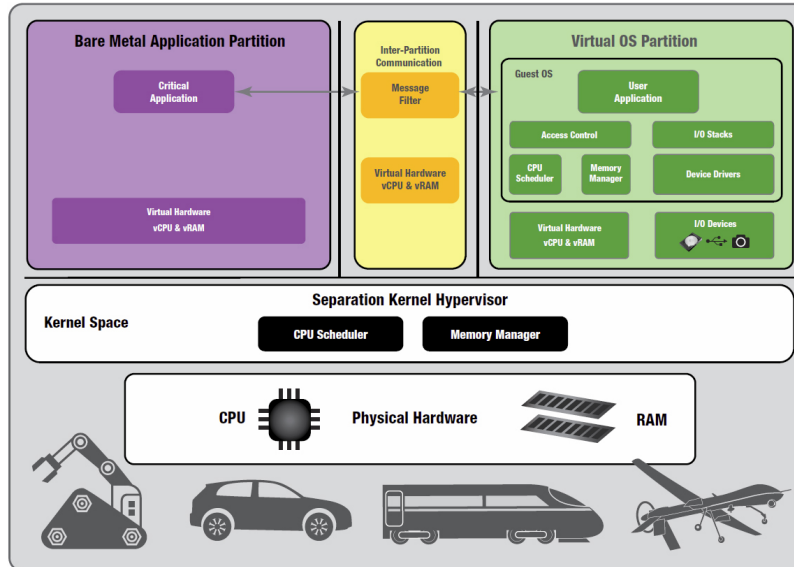 Bare Metal Application Partition
Critical
Application
Virtual Hardware
vCPU & vRAM
Inter-Partition
Communication
Message
Filter
Virtual Hardware
vCPU & vRAM
Virtual OS Partition
Guest OS
User
Application
Access Control
I/O Stacks
CPU
Scheduler
Memory
Manager
Device Drivers
Virtual Hardware
vCPU & vRAM
I/O Devices
Separation Kernel Hypervisor
Kernel Space
CPU Scheduler
Memory Manager
CPU
Physical Hardware
RAM